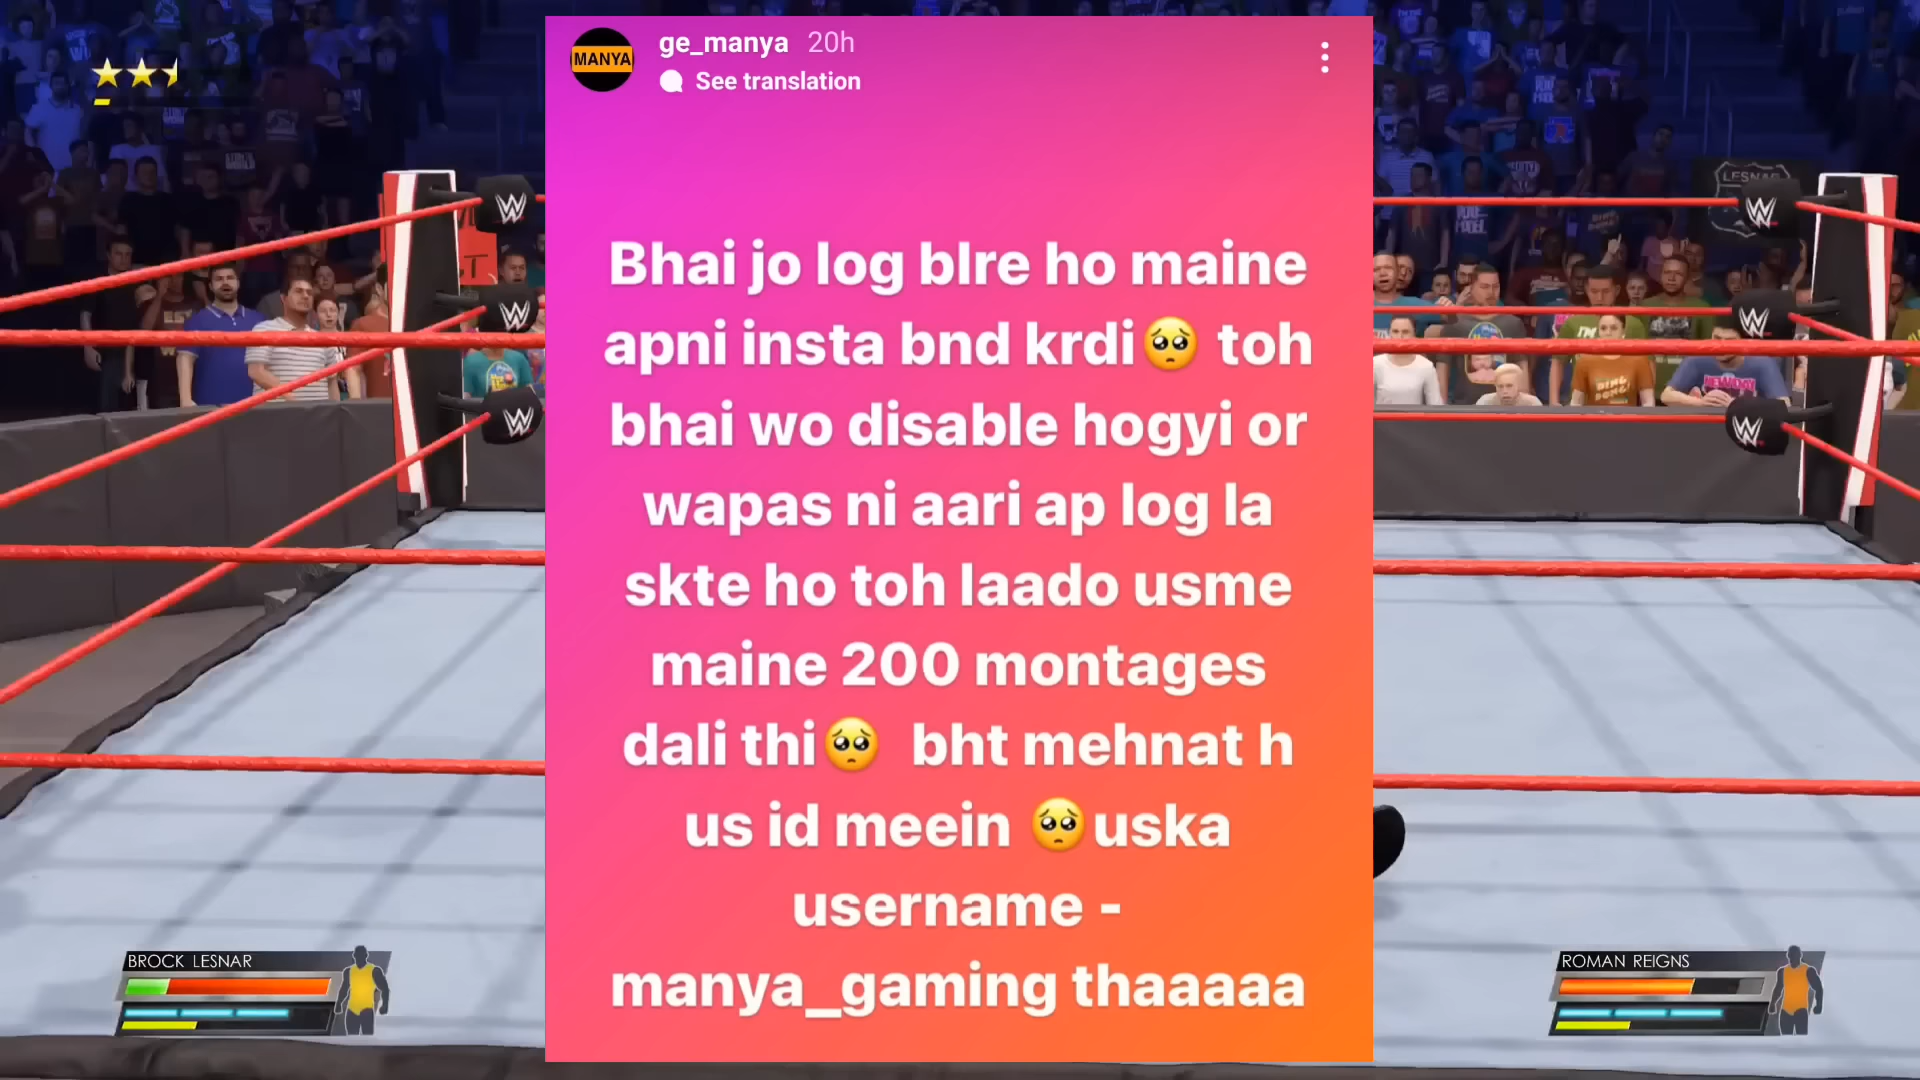 ge_manya 20h
See translation
MANYA
Bhai jo log blre ho maine
apni insta bnd krdi🥺 toh
bhai wo disable hogyi or
wapas ni aari ap log la
skte ho toh laado usme
maine 200 montages
dali thi🥺 bht mehnat h
us id meein 🥺uska
username -
manya_gaming thaaaaa
LESNAR
BROCK LESNAR
ROMAN REIGNS